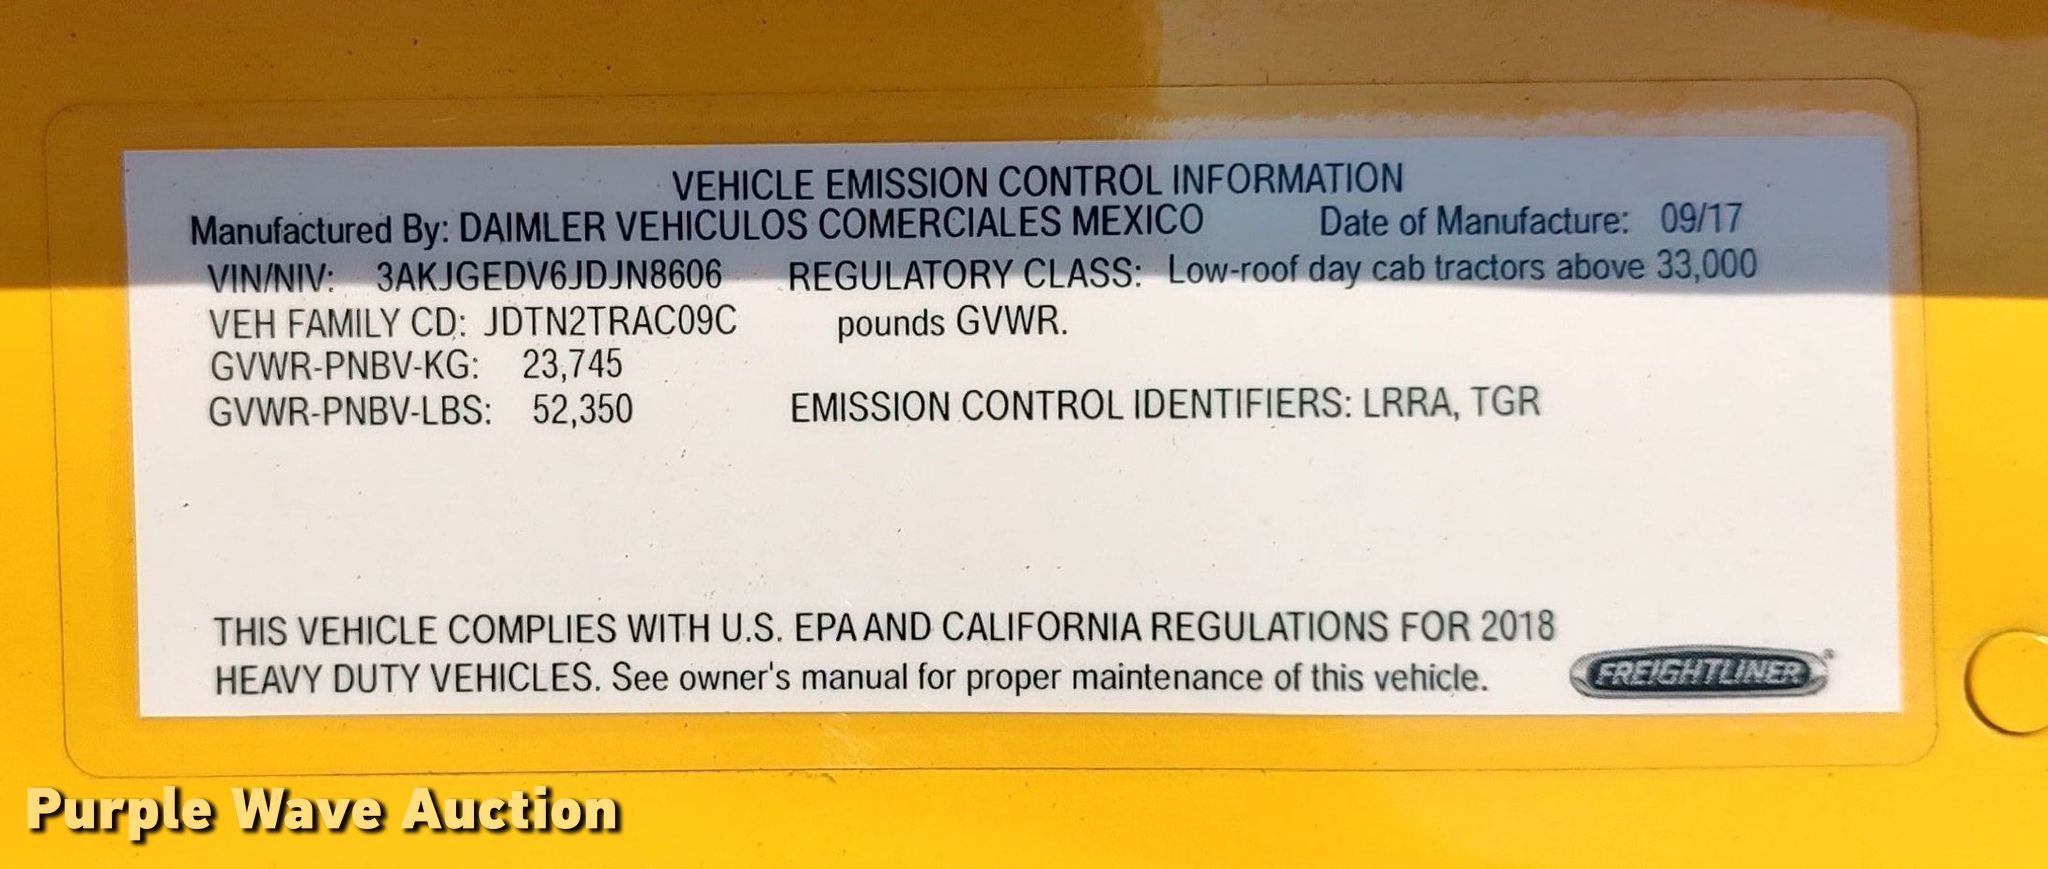 VEHICLE EMISSION CONTROL INFORMATION
Manufactured By: DAIMLER VEHICULOS COMERCIALES MEXICO Date of Manufacture: 09/17
VIN/NIV: 3AKJGEDV6JDJN8606 REGULATORY CLASS: Low-roof day cab tractors above 33,000
VEH FAMILY CD: JDTN2TRAC09C pounds GVWR.
GVWR-PNBV-KG: 23,745
GVWR-PNBV-LBS: 52,350 EMISSION CONTROL IDENTIFIERS: LRRA, TGR
THIS VEHICLE COMPLIES WITH U.S. EPA AND CALIFORNIA REGULATIONS FOR 2018
HEAVY DUTY VEHICLES. See owner's manual for proper maintenance of this vehicle.
FREIGHTLINER®
Purple Wave Auction